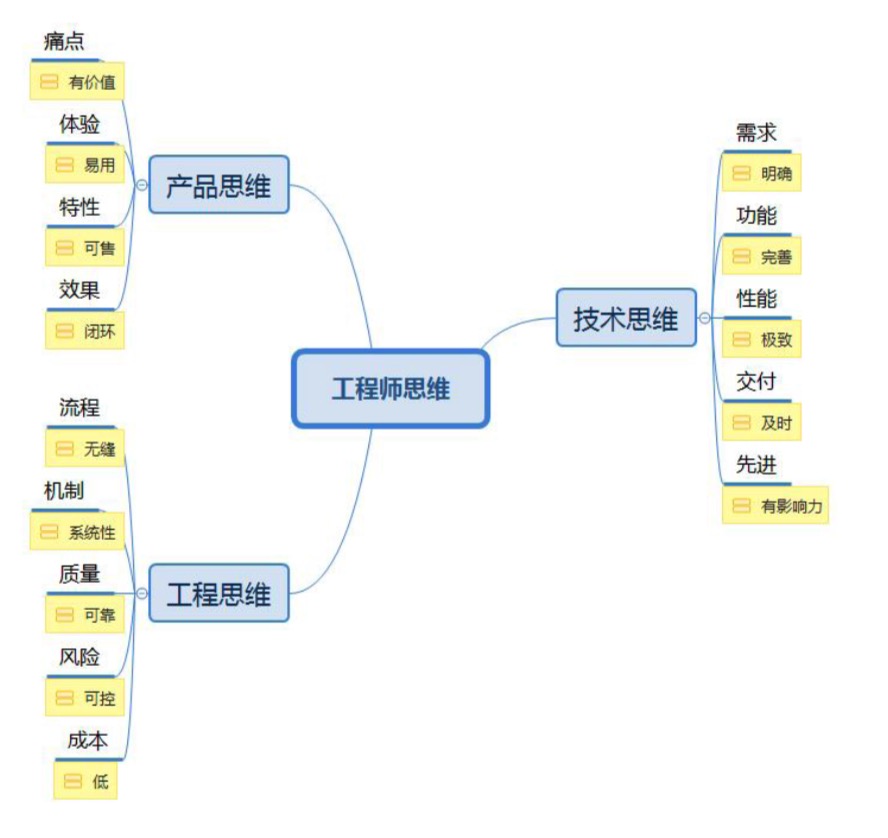 工程师思维
产品思维
痛点
有价值
体验
易用
特性
可售
效果
闭环
工程思维
流程
无缝
机制
系统性
质量
可靠
风险
可控
成本
低
技术思维
需求
明确
功能
完善
性能
极致
交付
及时
先进
有影响力